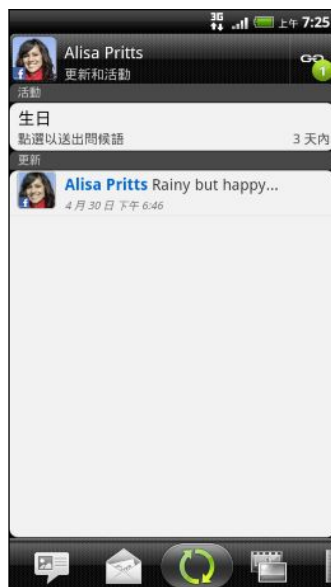 3G 上午 7:25
Alisa Pritts
更新和活動
1
活動
生日
點選以送出問候語 3 天內
更新
Alisa Pritts Rainy but happy...
4 月 30 日 下午 6:46